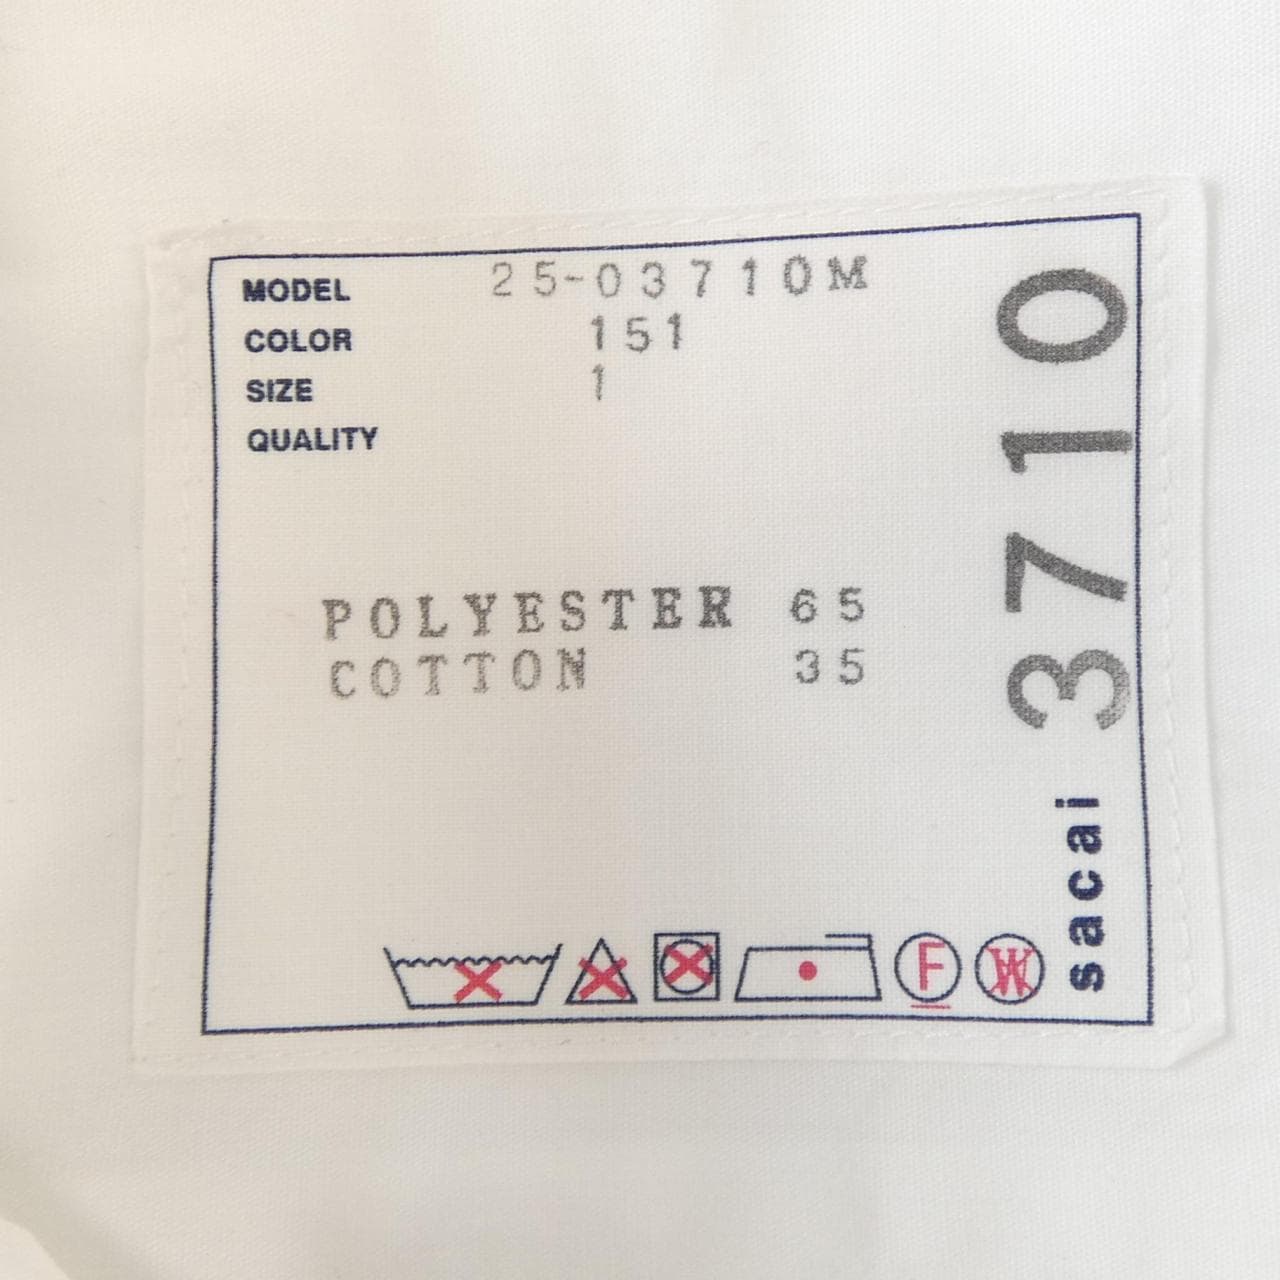 MODEL 25-03710M
COLOR 151
SIZE 1
QUALITY
POLYESTER 65
COTTON 35
F W
sacai 3710